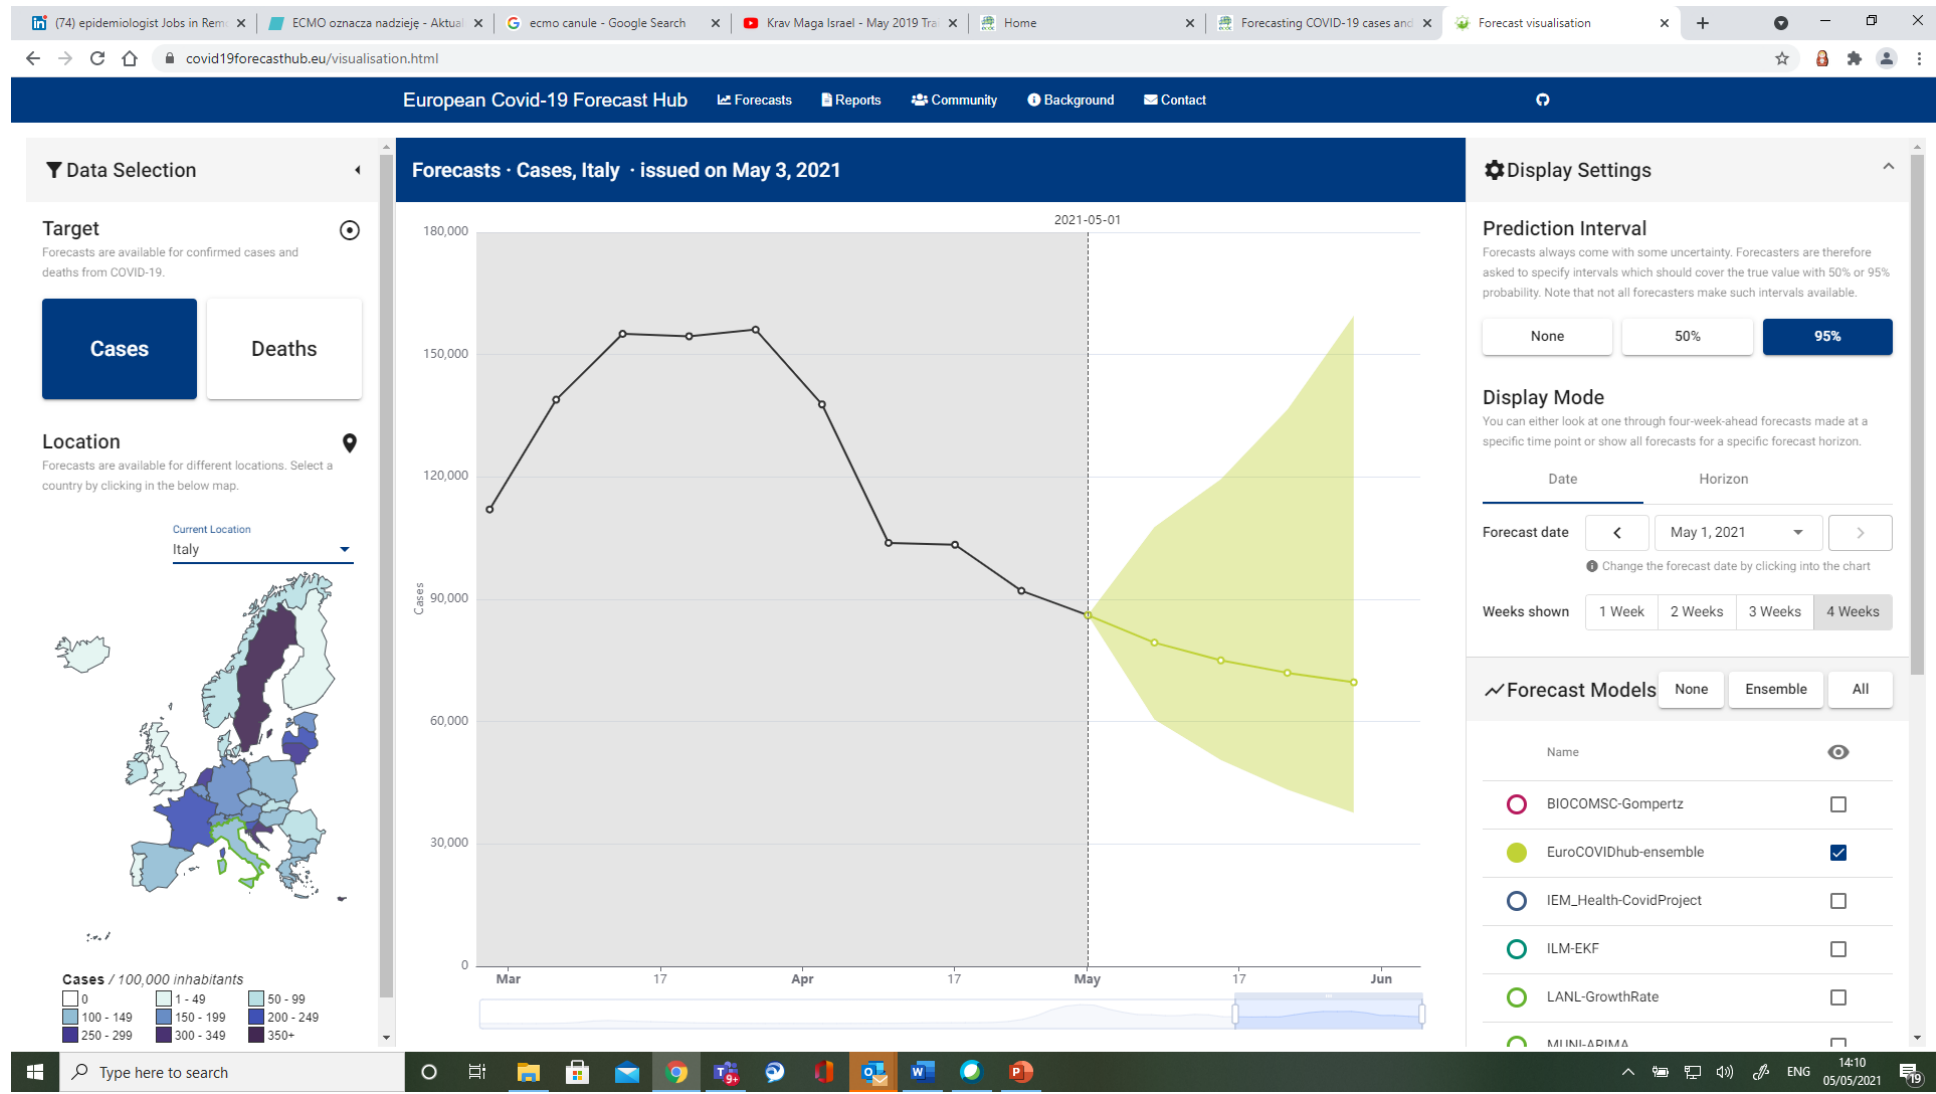 (74) epidemiologist Jobs in Rem
ECMO oznacza nadzieję - Aktual
ecmo canule - Google Search
Krav Maga Israel - May 2019 Tra
Home
Forecasting COVID-19 cases and
Forecast visualisation
covid19forecasthub.eu/visualisation.html
European Covid-19 Forecast Hub
Forecasts
Reports
Community
Background
Contact
Data Selection
Target
Forecasts are available for confirmed cases and
deaths from COVID-19.
Cases
Deaths
Location
Forecasts are available for different locations. Select a
country by clicking in the below map.
Current Location
Italy
Cases / 100,000 inhabitants
0
1 - 49
50 - 99
100 - 149
150 - 199
200 - 249
250 - 299
300 - 349
350+
Forecasts · Cases, Italy · issued on May 3, 2021
2021-05-01
180,000
150,000
120,000
90,000
60,000
30,000
0
Cases
Mar
17
Apr
17
May
17
Jun
Display Settings
Prediction Interval
Forecasts always come with some uncertainty. Forecasters are therefore
asked to specify intervals which should cover the true value with 50% or 95%
probability. Note that not all forecasters make such intervals available.
None
50%
95%
Display Mode
You can either look at one through four-week-ahead forecasts made at a
specific time point or show all forecasts for a specific forecast horizon.
Date
Horizon
Forecast date
May 1, 2021
Change the forecast date by clicking into the chart
Weeks shown
1 Week
2 Weeks
3 Weeks
4 Weeks
Forecast Models
None
Ensemble
All
Name
BIOCOMSC-Gompertz
EuroCOVIDhub-ensemble
IEM_Health-CovidProject
ILM-EKF
LANL-GrowthRate
MUNI-ARIMA
Type here to search
9+
ENG
14:10
05/05/2021
19